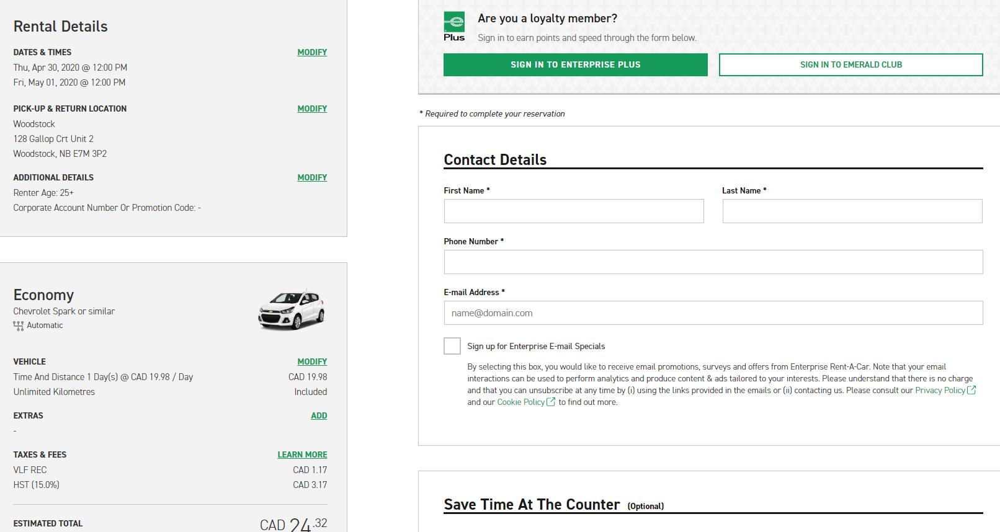 Rental Details
DATES & TIMES
MODIFY
Thu, Apr 30, 2020 @ 12:00 PM
Fri, May 01, 2020 @ 12:00 PM
PICK-UP & RETURN LOCATION
MODIFY
Woodstock
128 Gallop Crt Unit 2
Woodstock, NB E7M 3P2
ADDITIONAL DETAILS
MODIFY
Renter Age: 25+
Corporate Account Number Or Promotion Code: -
Economy
Chevrolet Spark or similar
Automatic
VEHICLE
MODIFY
Time And Distance 1 Day(s) @ CAD 19.98 / Day
CAD 19.98
Unlimited Kilometres
Included
EXTRAS
ADD
-
TAXES & FEES
LEARN MORE
VLF REC
CAD 1.17
HST (15.0%)
CAD 3.17
ESTIMATED TOTAL
CAD 24.32
e
Plus
Are you a loyalty member?
Sign in to earn points and speed through the form below.
SIGN IN TO ENTERPRISE PLUS
SIGN IN TO EMERALD CLUB
* Required to complete your reservation
Contact Details
First Name *
Last Name *
Phone Number *
E-mail Address *
name@domain.com
Sign up for Enterprise E-mail Specials
By selecting this box, you would like to receive email promotions, surveys and offers from Enterprise Rent-A-Car. Note that your email
interactions can be used to perform analytics and produce content & ads tailored to your interests. Please understand that there is no charge
and that you can unsubscribe at any time by (i) using the links provided in the emails or (ii) contacting us. Please consult our Privacy Policy
and our Cookie Policy to find out more.
Save Time At The Counter (Optional)